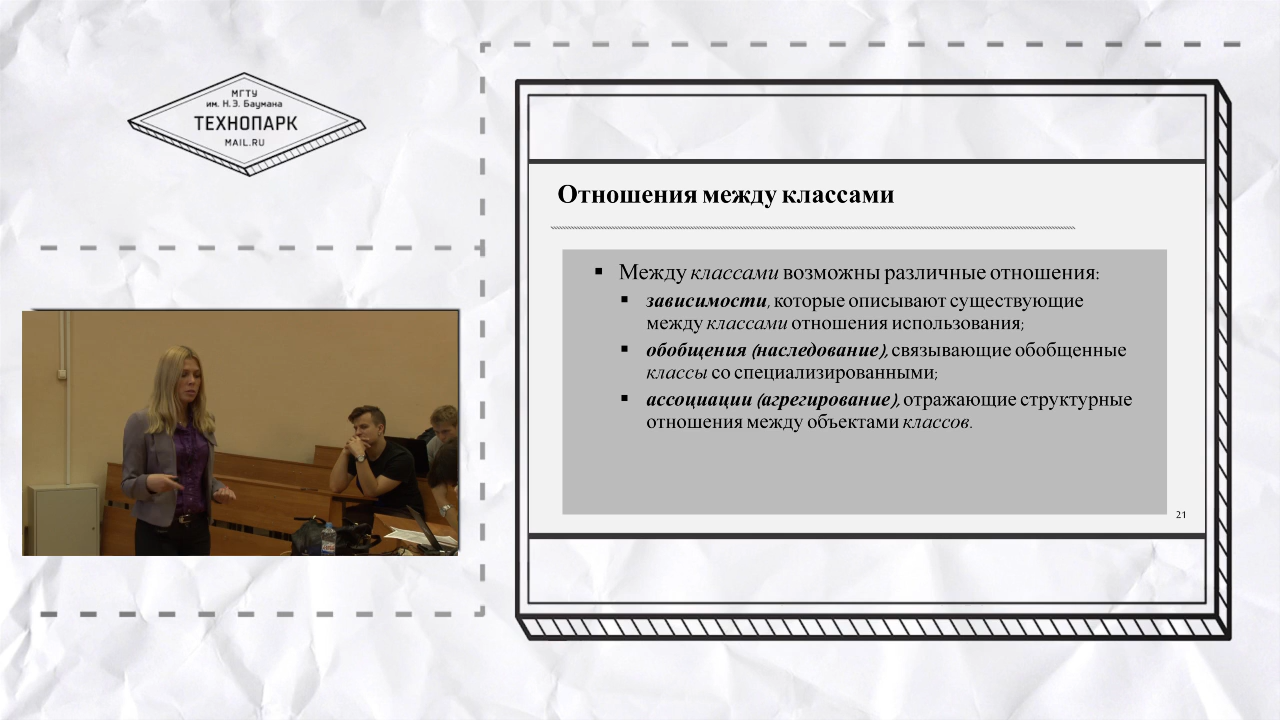 МГТУ
им. Н.Э. Баумана
ТЕХНОПАРК
MAIL.RU
Отношения между классами
▪ Между классами возможны различные отношения:
▪ зависимости, которые описывают существующие
между классами отношения использования;
▪ обобщения (наследование), связывающие обобщенные
классы со специализированными;
▪ ассоциации (агрегирование), отражающие структурные
отношения между объектами классов.
21